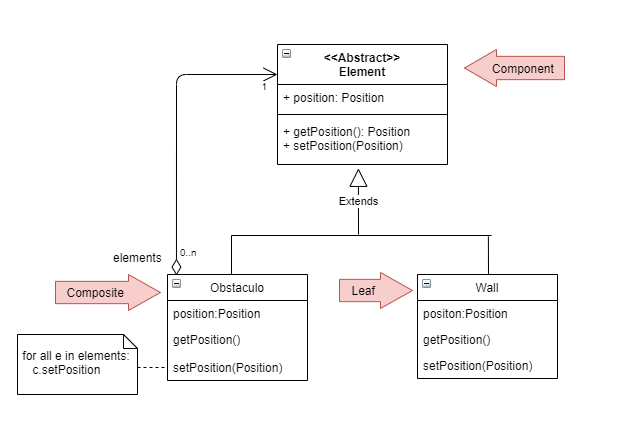 <<Abstract>>
Element
+ position: Position
+ getPosition(): Position
+ setPosition(Position)
Component
1
Extends
elements
0..n
Composite
Obstaculo
position:Position
getPosition()
setPosition(Position)
for all e in elements:
c.setPosition
Leaf
Wall
positon:Position
getPosition()
setPosition(Position)